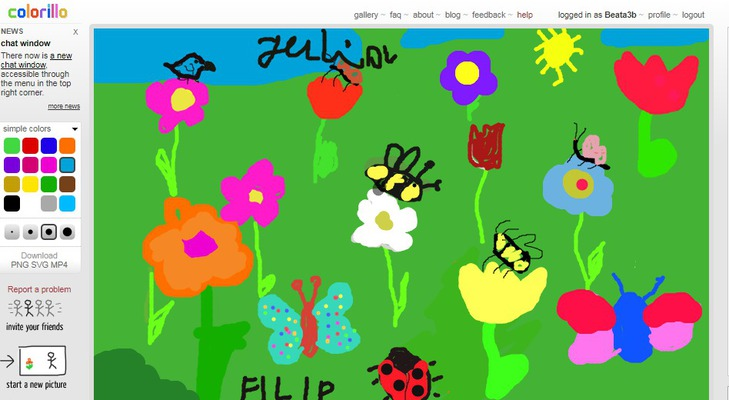 colorillo
gallery ~ faq ~ about ~ blog ~ feedback ~ help
logged in as Beata3b ~ profile ~ logout
NEWS X
chat window
There now is a new
chat window,
accessible through
the menu in the top
right corner.
more news
simple colors
Download
PNG SVG MP4
Report a problem
invite your friends
start a new picture
FILIP